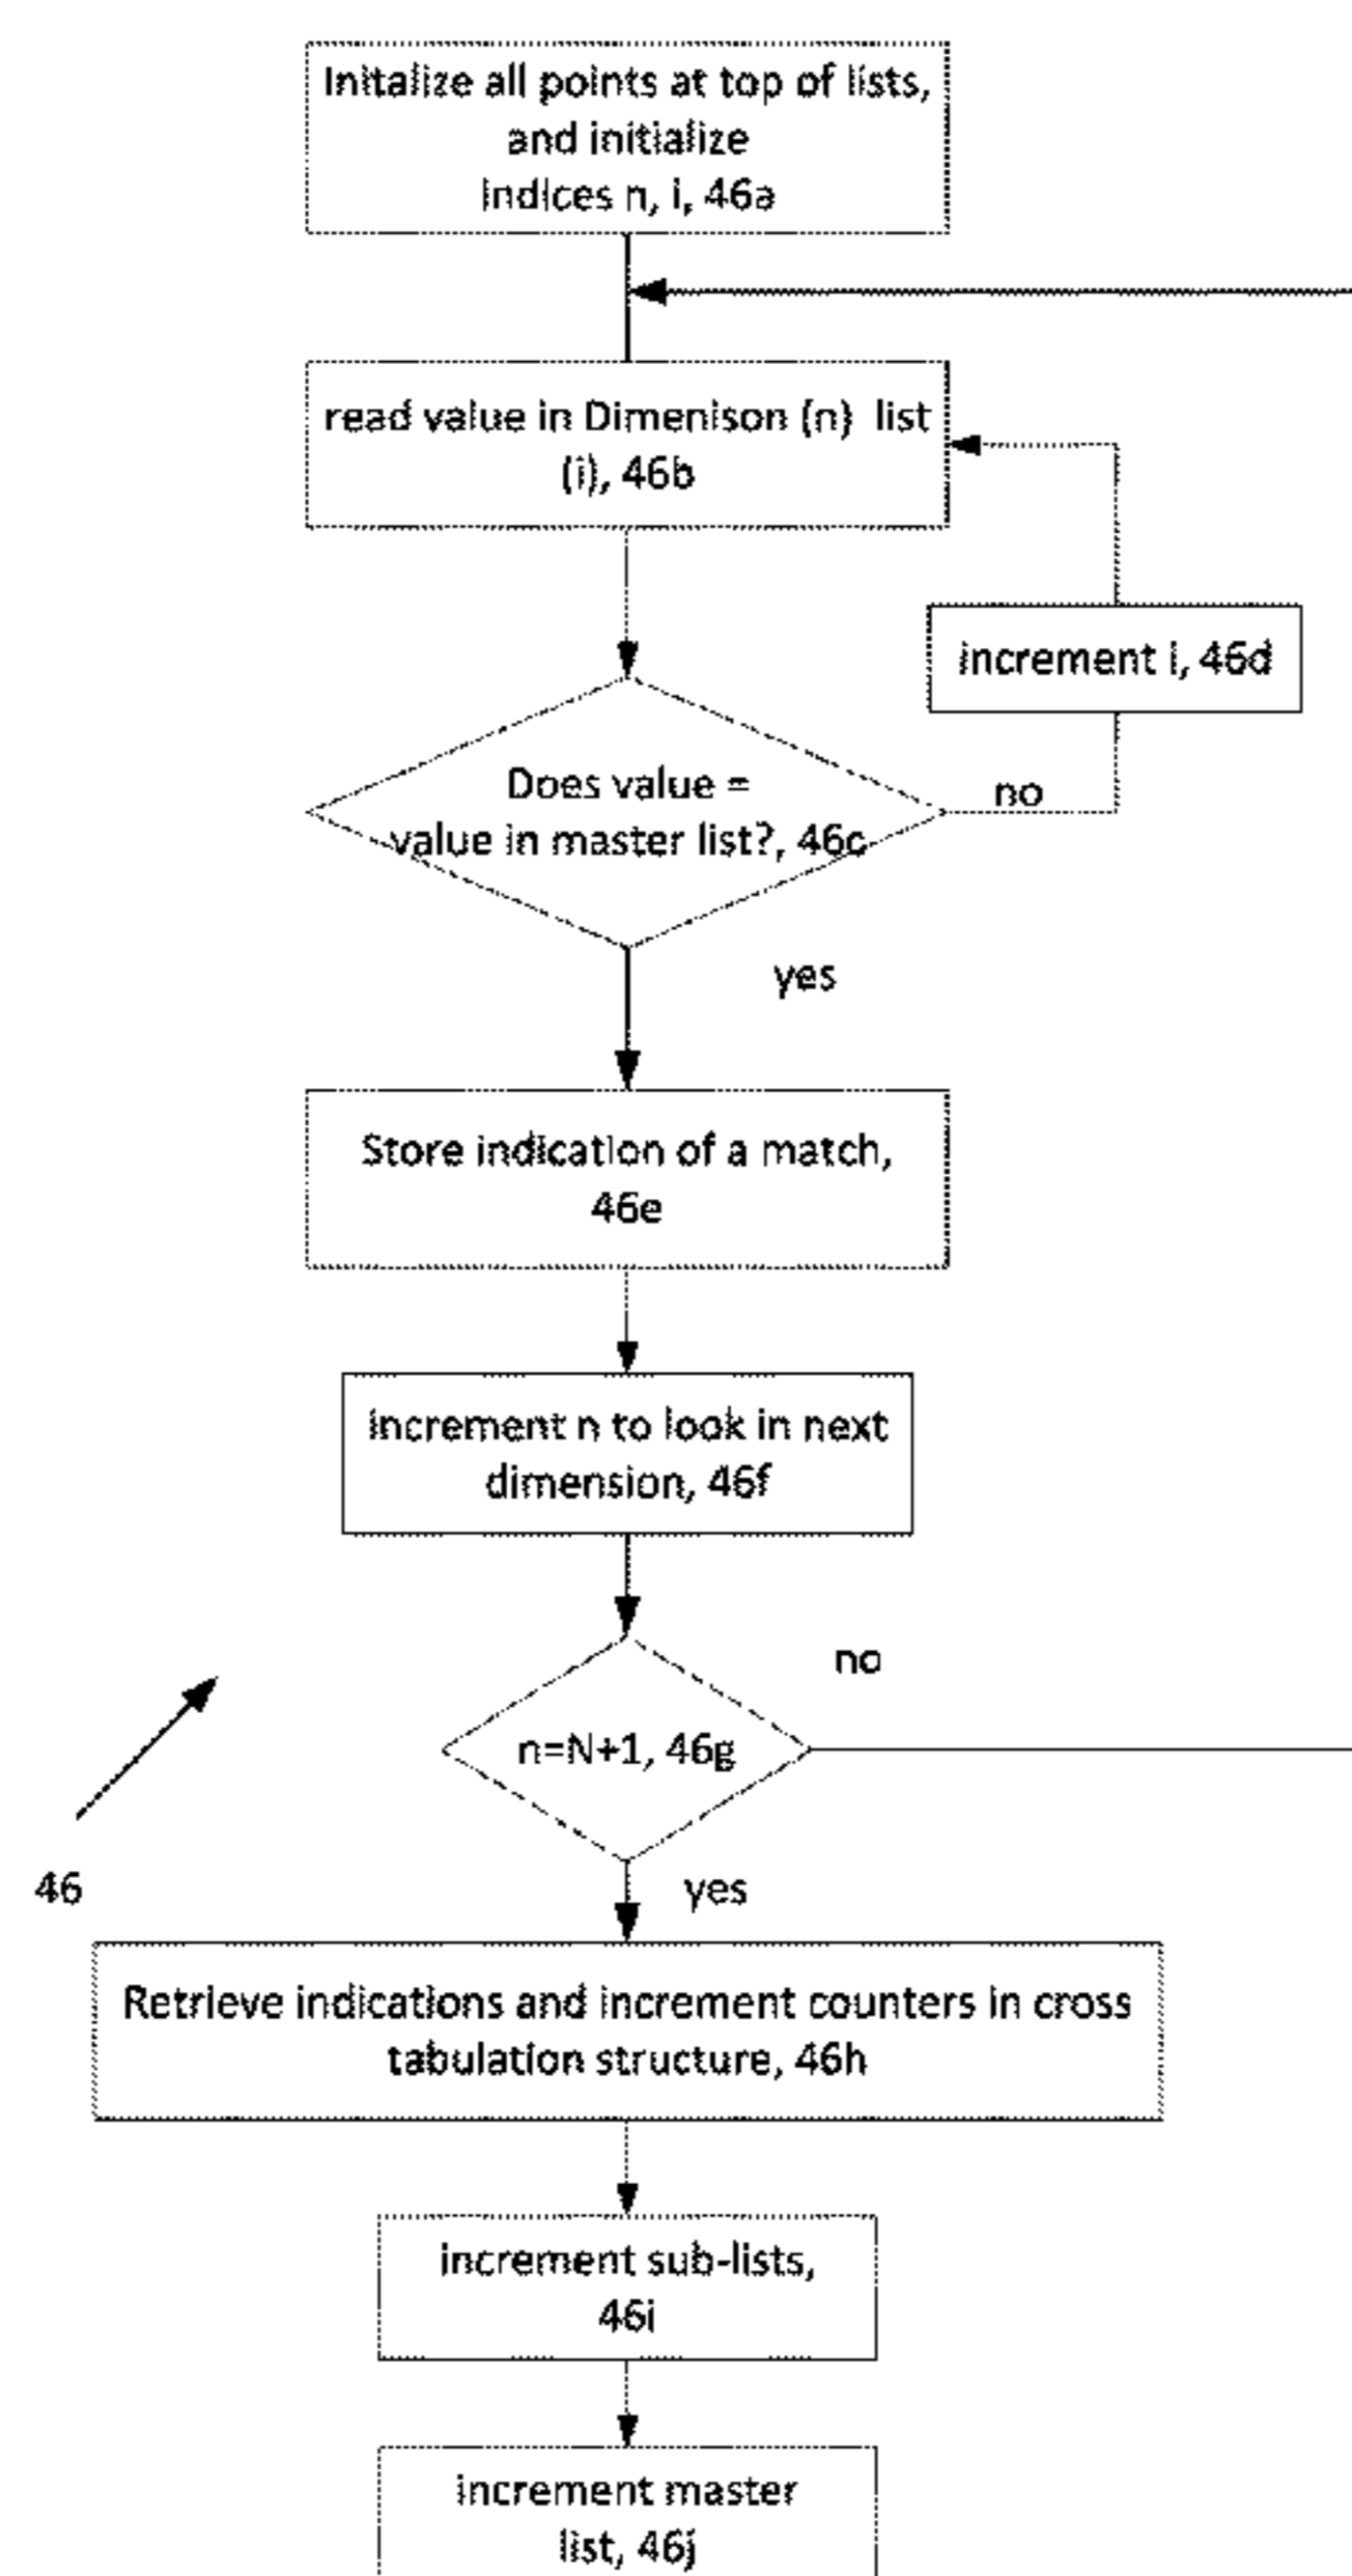 Initalize all points at top of lists,
and initialize
indices n, i, 46a
read value in Dimenison (n) list
(i), 46b
increment i, 46d
Does value =
value in master list?, 46c
no
yes
Store indication of a match,
46e
increment n to look in next
dimension, 46f
no
n=N+1, 46g
46
yes
Retrieve indications and increment counters in cross
tabulation structure, 46h
increment sub-lists,
46i
increment master
list, 46j